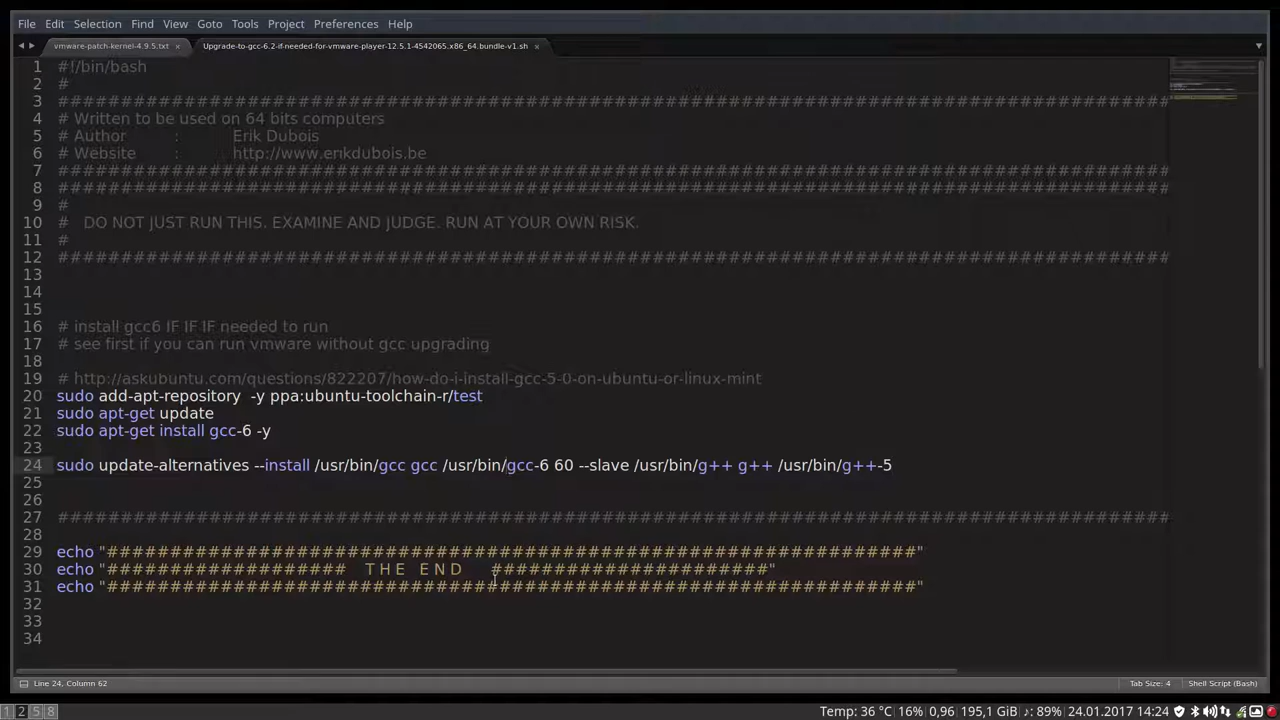 File Edit Selection Find View Goto Tools Project Preferences Help
vmware-patch-kernel-4.9.5.txt × Upgrade-to-gcc-6.2-if-needed-for-vmware-player-12.5.1-4542065.x86_64.bundle-v1.sh ×
1 #!/bin/bash
2 #
3 #######################################################################################
4 # Written to be used on 64 bits computers
5 # Author : Erik Dubois
6 # Website : http://www.erikdubois.be
7 #######################################################################################
8 #######################################################################################
9 #
10 # DO NOT JUST RUN THIS. EXAMINE AND JUDGE. RUN AT YOUR OWN RISK.
11 #
12 #######################################################################################
13
14
15
16 # install gcc6 IF IF IF needed to run
17 # see first if you can run vmware without gcc upgrading
18
19 # http://askubuntu.com/questions/822207/how-do-i-install-gcc-5-0-on-ubuntu-or-linux-mint
20 sudo add-apt-repository -y ppa:ubuntu-toolchain-r/test
21 sudo apt-get update
22 sudo apt-get install gcc-6 -y
23
24 sudo update-alternatives --install /usr/bin/gcc gcc /usr/bin/gcc-6 60 --slave /usr/bin/g++ g++ /usr/bin/g++-5
25
26
27 #######################################################################################
28
29 echo "################################################################"
30 echo "################### T H E E N D ######################"
31 echo "################################################################"
32
33
34
Line 24, Column 62 Tab Size: 4 Shell Script (Bash)
1 2 5 8 Temp: 36 °C | 16% | 0,96 | 195,1 GiB | ♪: 89% | 24.01.2017 14:24